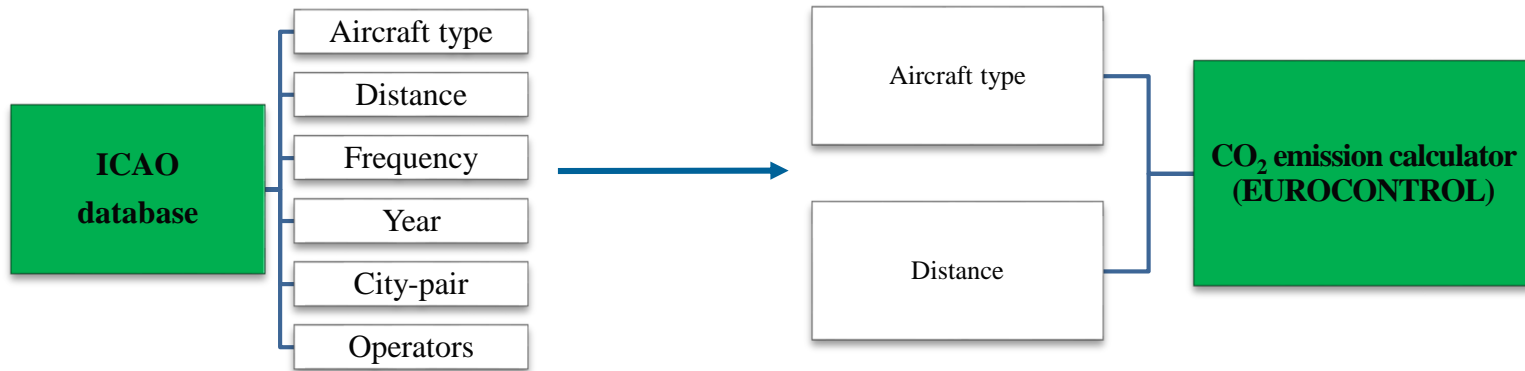 ICAO
database
Aircraft type
Distance
Frequency
Year
City-pair
Operators
Aircraft type
Distance
CO₂ emission calculator
(EUROCONTROL)